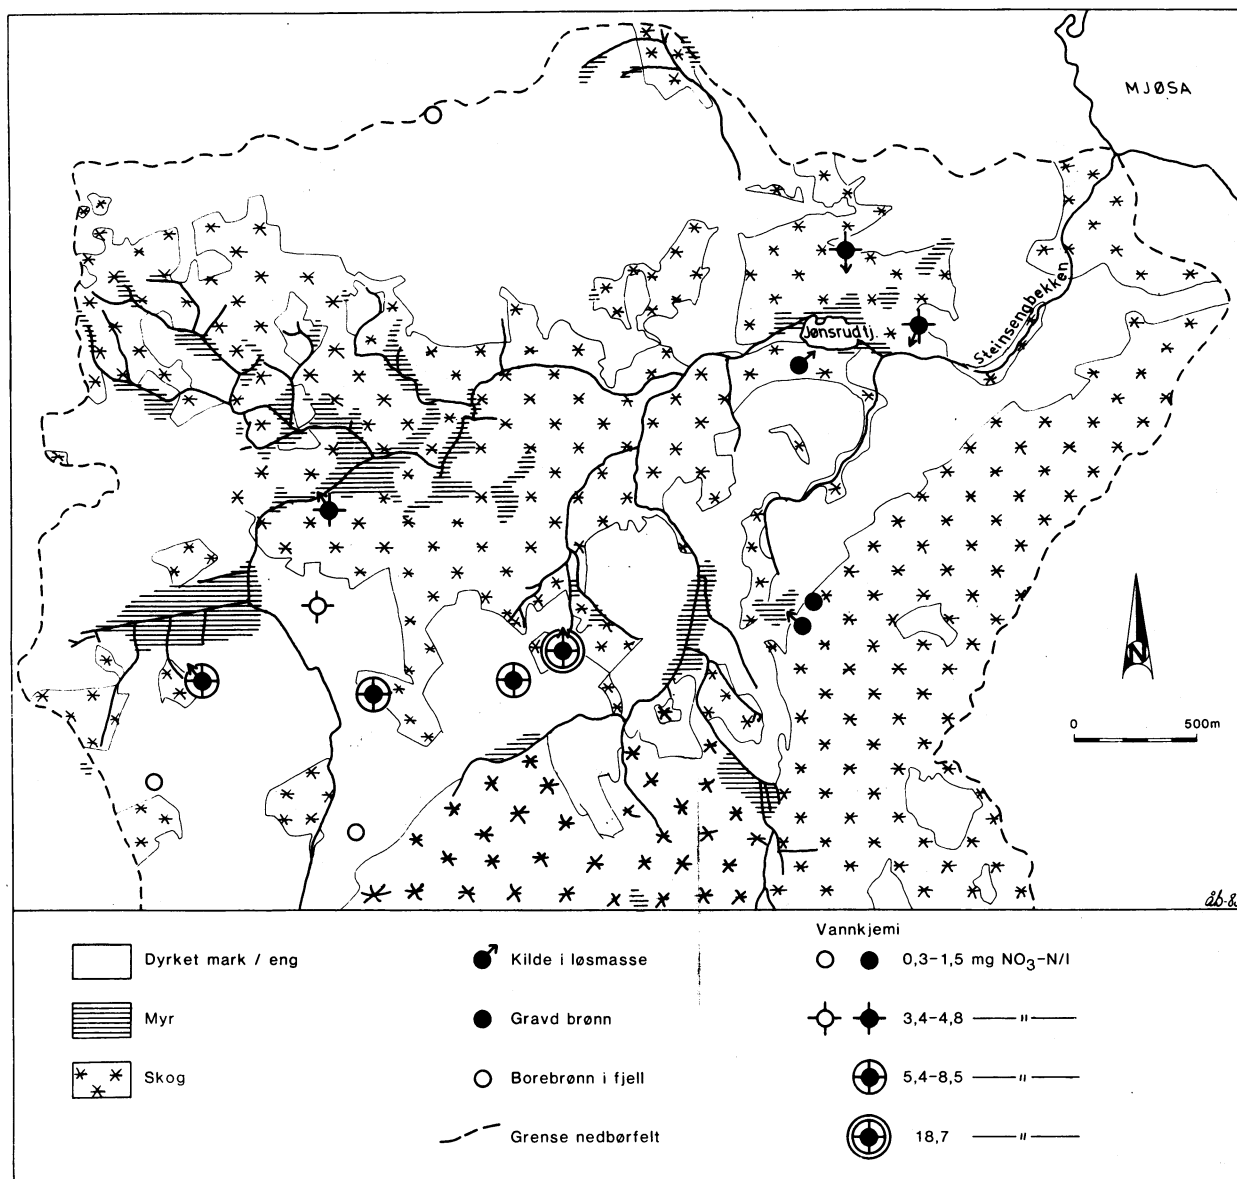 MJØSA
Jønsrudtj.
Steinsengbekken
N
0 500m
Vannkjemi
Dyrket mark / eng
Kilde i løsmasse
0,3–1,5 mg NO3–N/l
Myr
Gravd brønn
3,4–4,8 — " —
Skog
Borebrønn i fjell
5,4–8,5 — " —
Grense nedbørfelt
18,7 — " —